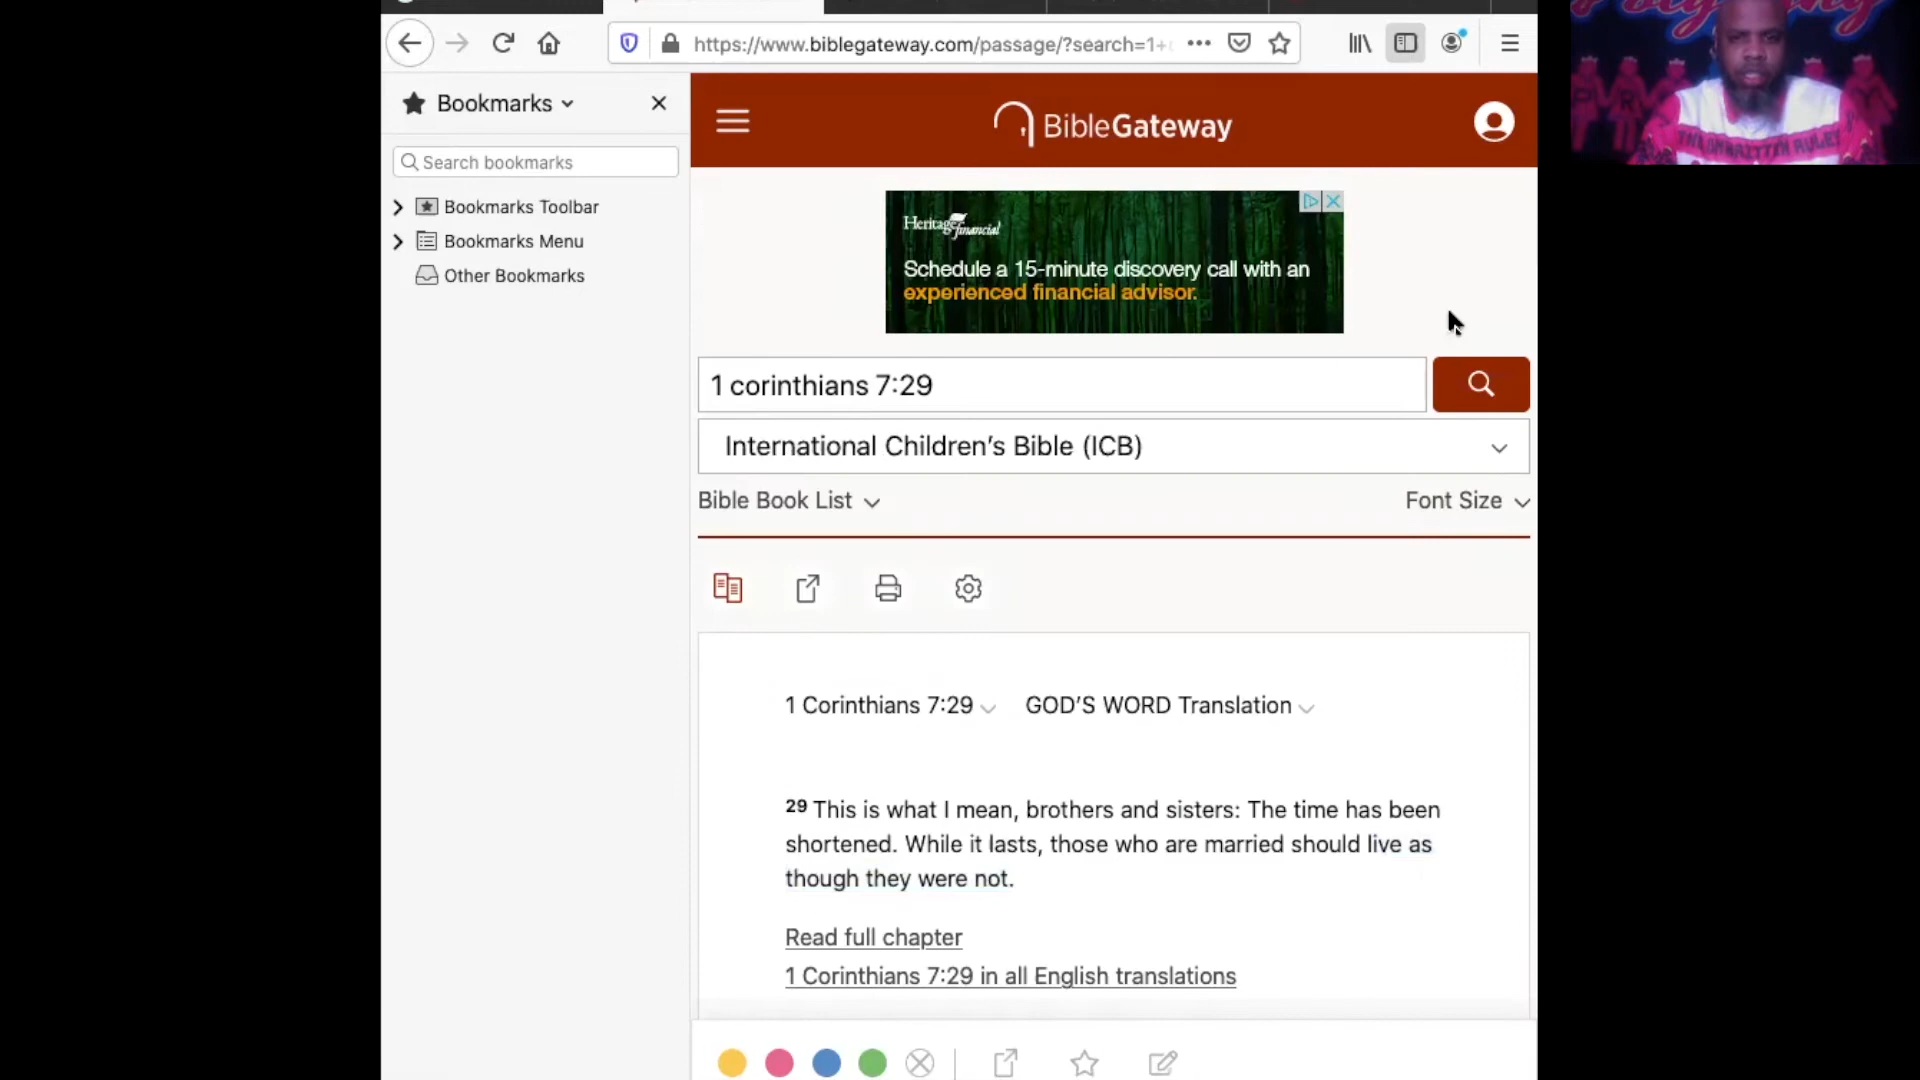 https://www.biblegateway.com/passage/?search=1+
Bookmarks
Search bookmarks
Bookmarks Toolbar
Bookmarks Menu
Other Bookmarks
BibleGateway
Heritage financial
Schedule a 15-minute discovery call with an
experienced financial advisor.
1 corinthians 7:29
International Children's Bible (ICB)
Bible Book List
Font Size
1 Corinthians 7:29 GOD'S WORD Translation
29 This is what I mean, brothers and sisters: The time has been
shortened. While it lasts, those who are married should live as
though they were not.
Read full chapter
1 Corinthians 7:29 in all English translations
THE UNWRITTEN RULE